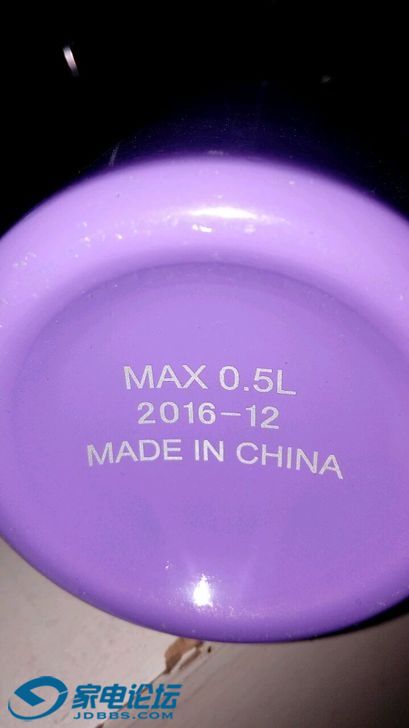 MAX 0.5L
2016-12
MADE IN CHINA
家电论坛
JDBBS.COM